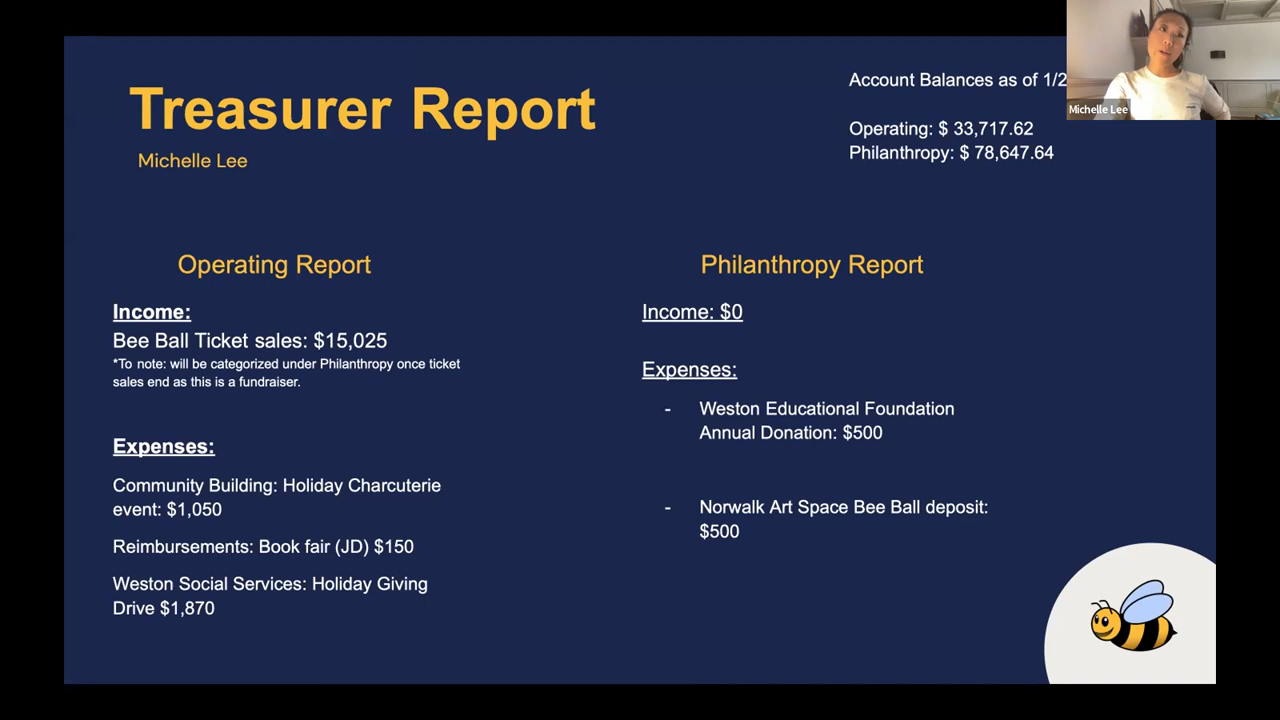 Treasurer Report
Michelle Lee
Account Balances as of 1/2
Operating: $ 33,717.62
Philanthropy: $ 78,647.64
Michelle Lee
Operating Report
Income:
Bee Ball Ticket sales: $15,025
*To note: will be categorized under Philanthropy once ticket
sales end as this is a fundraiser.
Expenses:
Community Building: Holiday Charcuterie
event: $1,050
Reimbursements: Book fair (JD) $150
Weston Social Services: Holiday Giving
Drive $1,870
Philanthropy Report
Income: $0
Expenses:
- Weston Educational Foundation
Annual Donation: $500
- Norwalk Art Space Bee Ball deposit:
$500